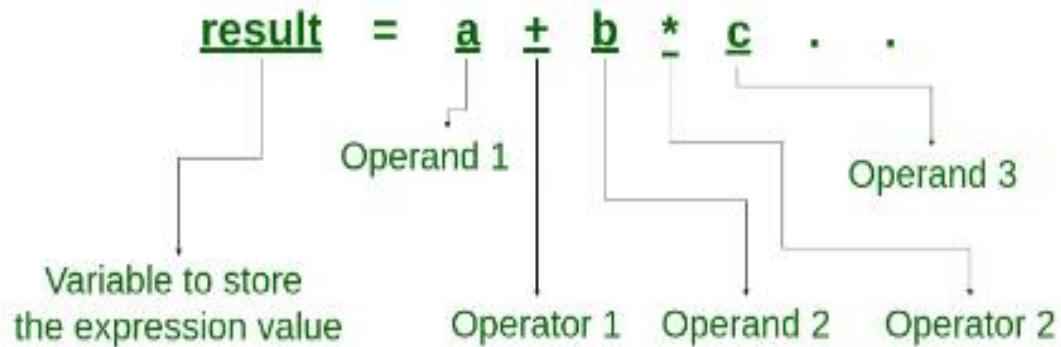 result = a + b * c . .
Operand 1
Operand 3
Variable to store
the expression value
Operator 1
Operand 2
Operator 2